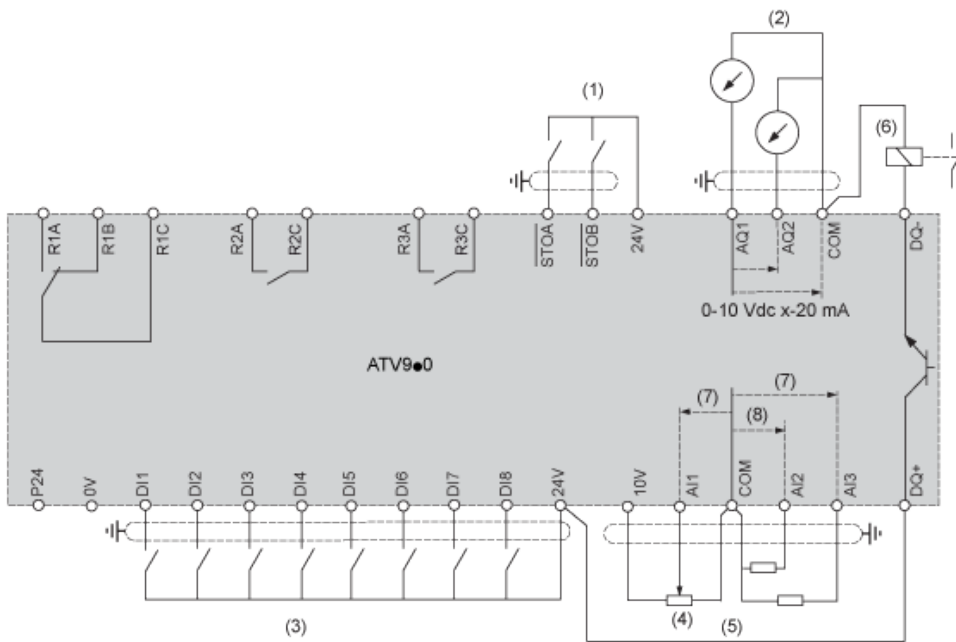 (2)
(1)
(6)
R1A
R1B
R1C
R2A
R2C
R3A
R3C
STOA
STOB
24V
AQ1
AQ2
COM
DQ-
0-10 Vdc x-20 mA
ATV9●0
(7)
(7)
(8)
P24
0V
DI1
DI2
DI3
DI4
DI5
DI6
DI7
DI8
24V
10V
AI1
COM
AI2
AI3
DQ+
(3)
(4)
(5)